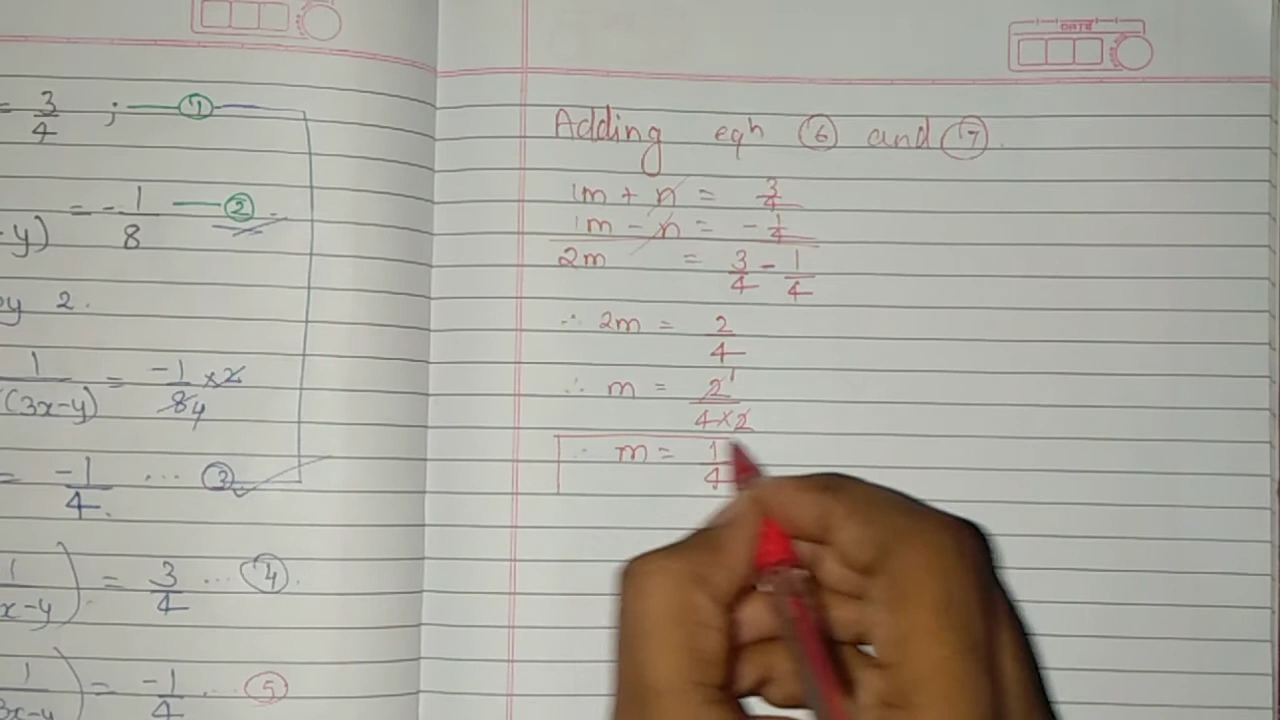 = 3/4 ; — ①
-y) = -1/8 — ②
y 2.
1/(3x-y) = -1/8 4 × 2
= -1/4. ... ③
1/x-y) = 3/4 ... ④.
1/3x-y) = -1/4 ... ⑤
DATE
Adding eqn ⑥ and ⑦.
1m + n = 3/4
1m - n = -1/4
2m = 3/4 - 1/4
∴ 2m = 2/4
∴ m = 2 1/4×2
∴ m = 1/4